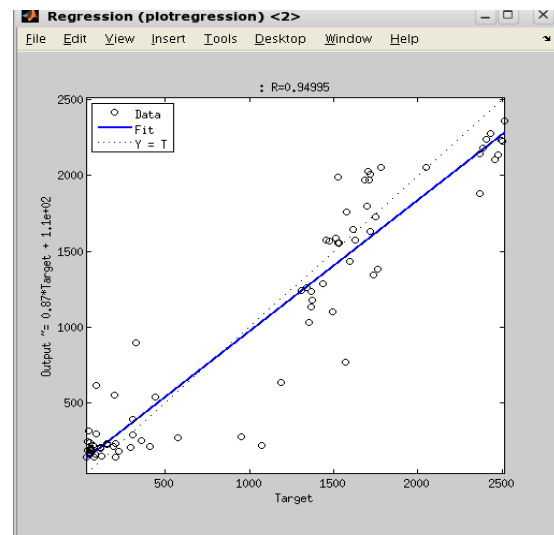 Regression (plotregression) <2>
File Edit View Insert Tools Desktop Window Help
: R=0.94995
Data
Fit
Y = T
2500
2000
1500
1000
500
Output ~= 0.87*Target + 1.1e+02
500 1000 1500 2000 2500
Target